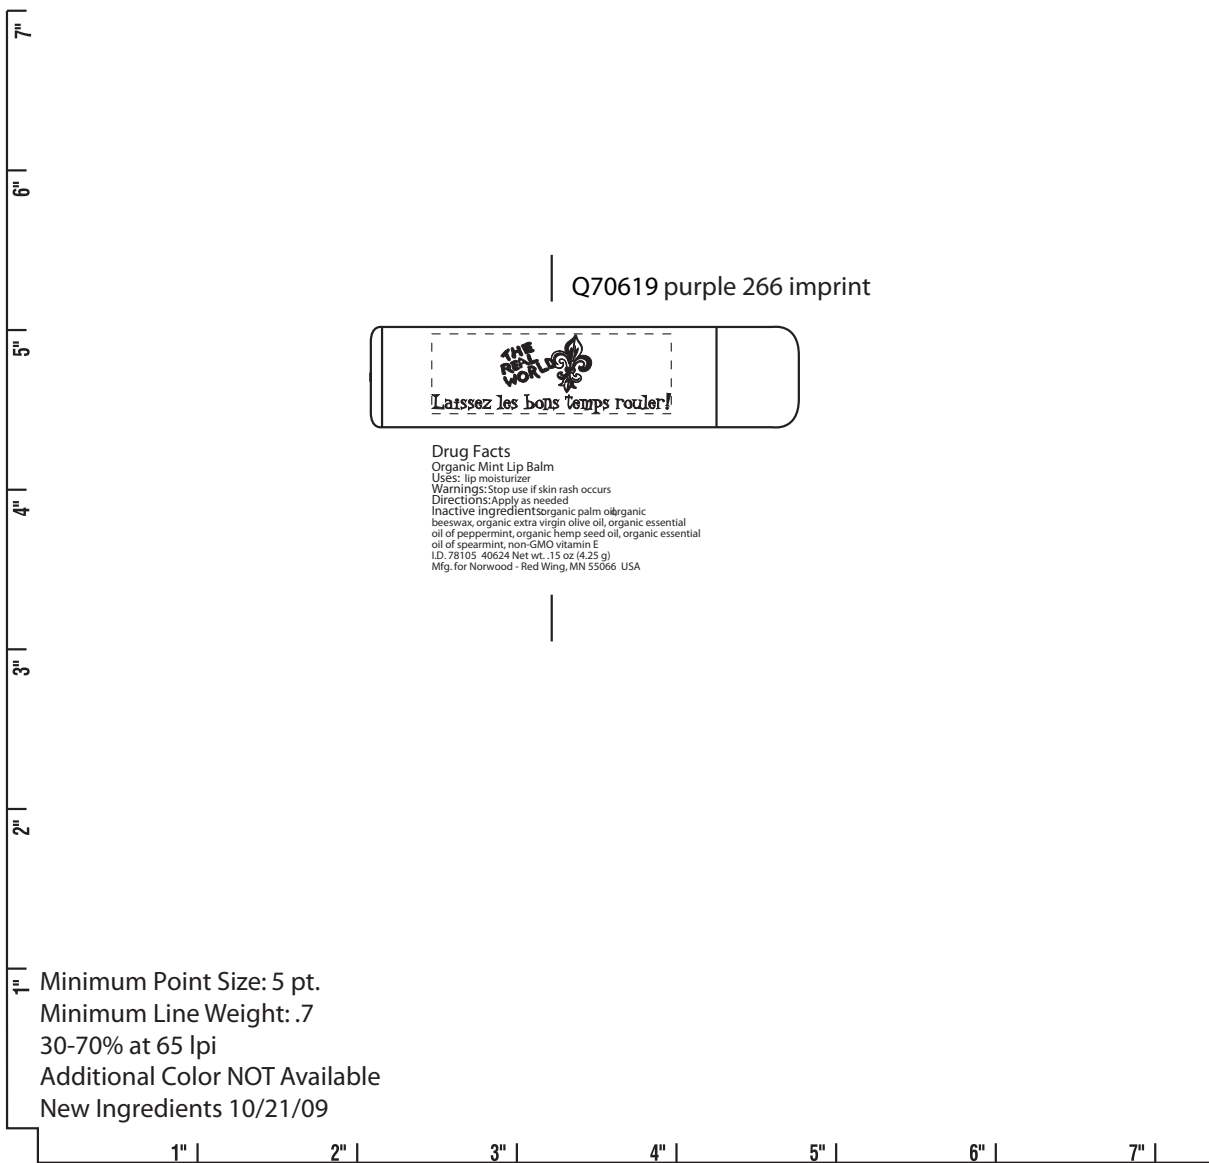 7"
6"
Q70619 purple 266 imprint
5"
THE
REAL
WORLD
Laissez les bons temps rouler!
Drug Facts
Organic Mint Lip Balm
Uses: lip moisturizer
Warnings: Stop use if skin rash occurs
Directions: Apply as needed
4"
Inactive ingredients: organic palm oil, organic
beeswax, organic extra virgin olive oil, organic essential
oil of peppermint, organic hemp seed oil, organic essential
oil of spearmint, non-GMO vitamin E
I.D. 78105 40624 Net wt. .15 oz (4.25 g)
Mfg. for Norwood - Red Wing, MN 55066 USA
3"
2"
1"
Minimum Point Size: 5 pt.
Minimum Line Weight: .7
30-70% at 65 lpi
Additional Color NOT Available
New Ingredients 10/21/09
1" 2" 3" 4" 5" 6" 7"